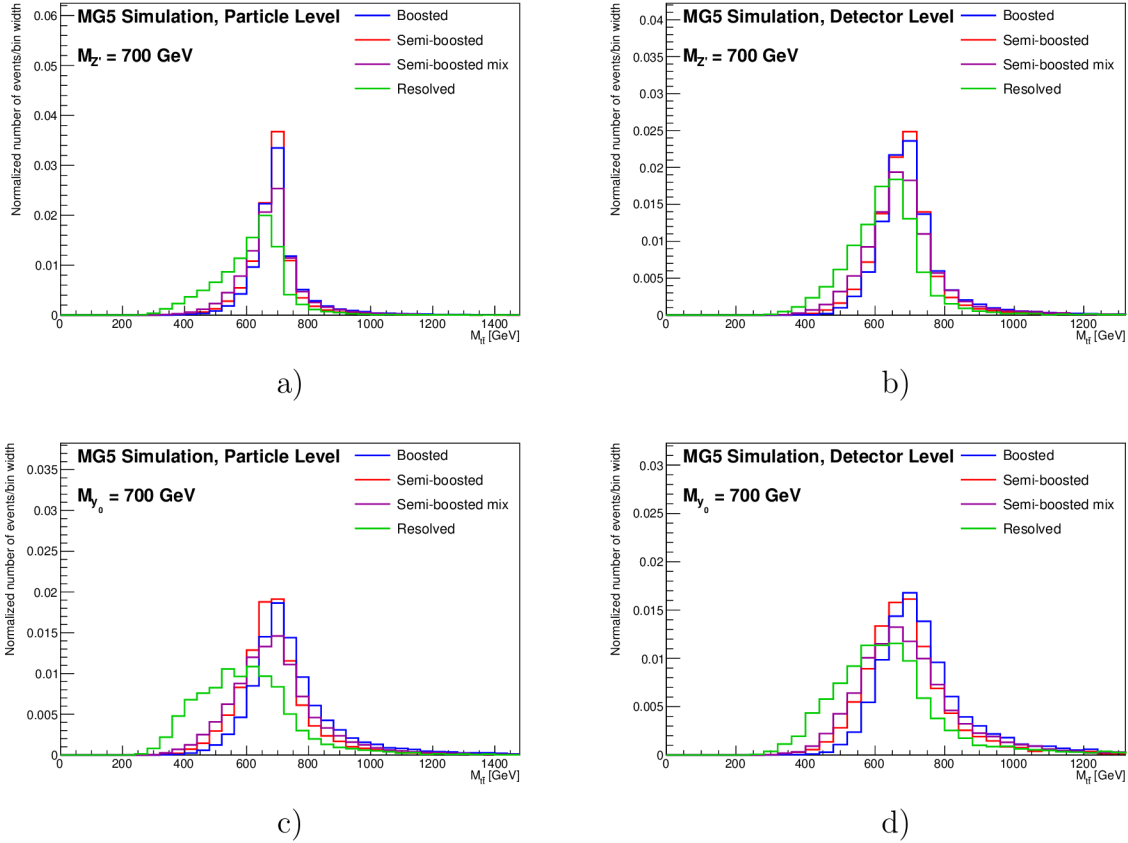 MG5 Simulation, Particle Level
M_Z' = 700 GeV
Boosted
Semi-boosted
Semi-boosted mix
Resolved
Normalized number of events/bin width
0.06
0.05
0.04
0.03
0.02
0.01
0
0 200 400 600 800 1000 1200 1400
M_tt̄ [GeV]
a)
MG5 Simulation, Detector Level
M_Z' = 700 GeV
Boosted
Semi-boosted
Semi-boosted mix
Resolved
Normalized number of events/bin width
0.04
0.035
0.03
0.025
0.02
0.015
0.01
0.005
0
0 200 400 600 800 1000 1200
M_tt̄ [GeV]
b)
MG5 Simulation, Particle Level
M_y_0 = 700 GeV
Boosted
Semi-boosted
Semi-boosted mix
Resolved
Normalized number of events/bin width
0.035
0.03
0.025
0.02
0.015
0.01
0.005
0
0 200 400 600 800 1000 1200 1400
M_tt̄ [GeV]
c)
MG5 Simulation, Detector Level
M_y_0 = 700 GeV
Boosted
Semi-boosted
Semi-boosted mix
Resolved
Normalized number of events/bin width
0.03
0.025
0.02
0.015
0.01
0.005
0
0 200 400 600 800 1000 1200
M_tt̄ [GeV]
d)